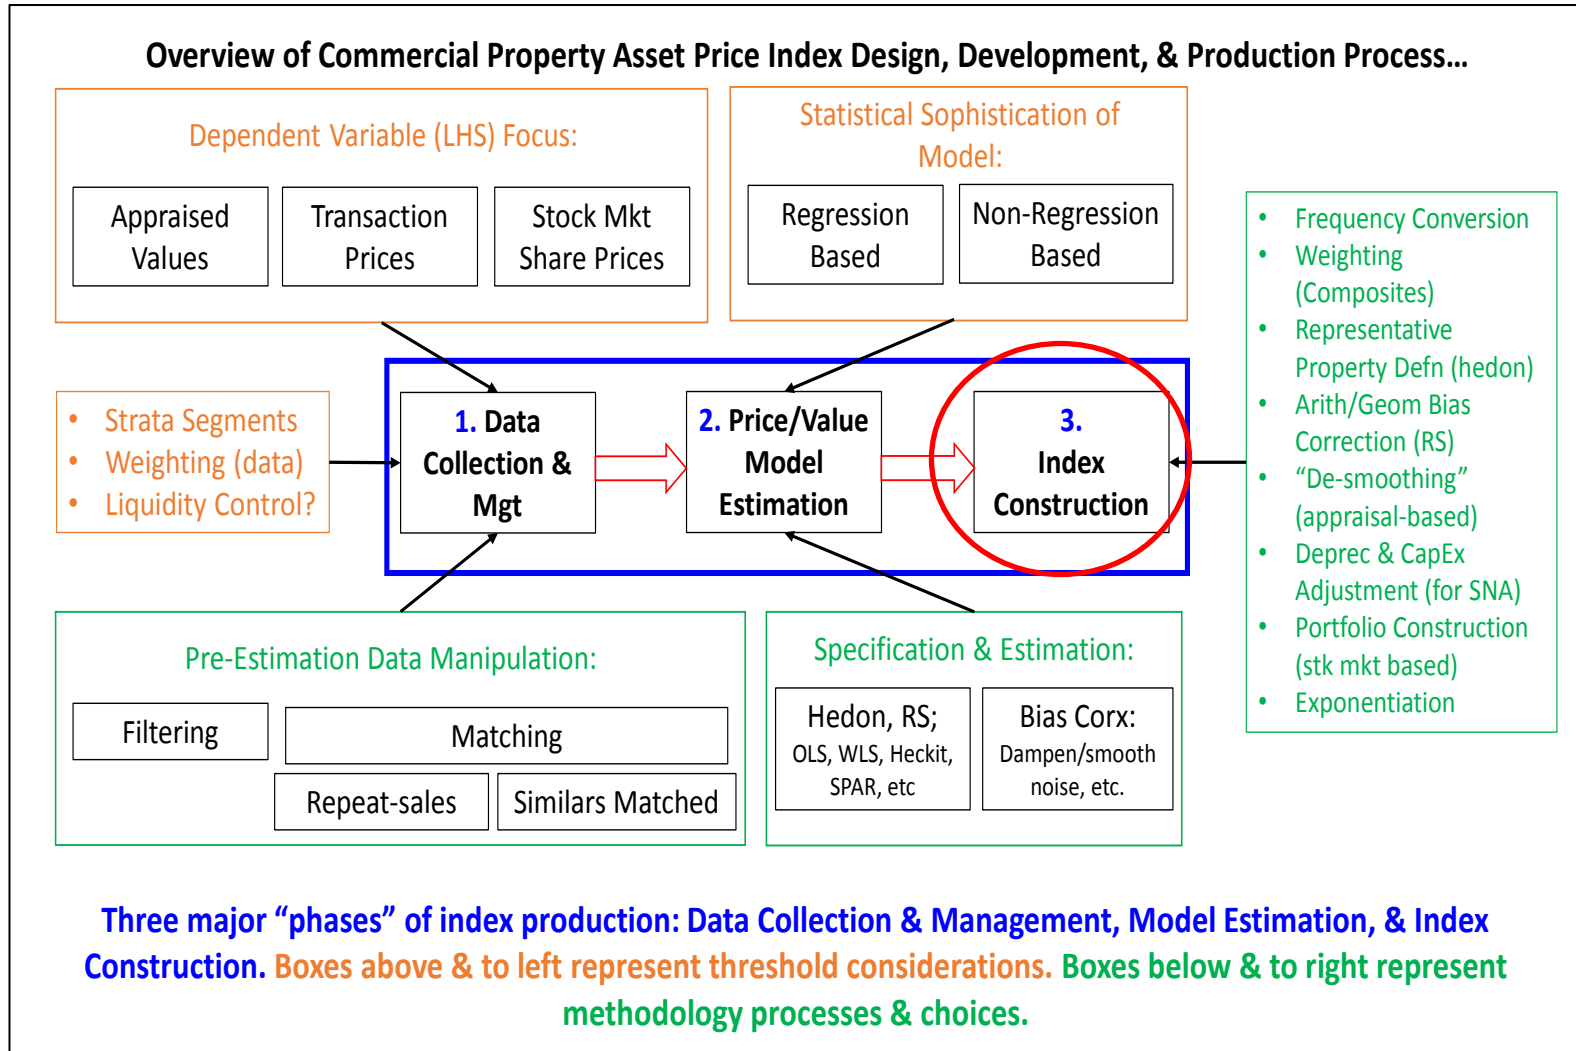 Overview of Commercial Property Asset Price Index Design, Development, & Production Process…
Dependent Variable (LHS) Focus:
Appraised
Values
Transaction
Prices
Stock Mkt
Share Prices
Statistical Sophistication of
Model:
Regression
Based
Non-Regression
Based
• Strata Segments
• Weighting (data)
• Liquidity Control?
1. Data
Collection &
Mgt
2. Price/Value
Model
Estimation
3.
Index
Construction
• Frequency Conversion
• Weighting
(Composites)
• Representative
Property Defn (hedon)
• Arith/Geom Bias
Correction (RS)
• “De-smoothing”
(appraisal-based)
• Deprec & CapEx
Adjustment (for SNA)
• Portfolio Construction
(stk mkt based)
• Exponentiation
Pre-Estimation Data Manipulation:
Filtering
Matching
Repeat-sales
Similars Matched
Specification & Estimation:
Hedon, RS;
OLS, WLS, Heckit,
SPAR, etc
Bias Corx:
Dampen/smooth
noise, etc.
Three major “phases” of index production: Data Collection & Management, Model Estimation, & Index
Construction. Boxes above & to left represent threshold considerations. Boxes below & to right represent
methodology processes & choices.